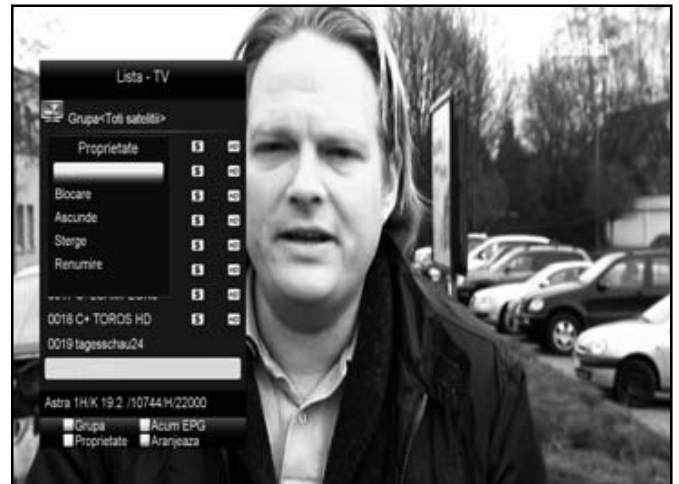 Lista - TV
Grupa<Toti satelitii>
Proprietate
Blocare
Ascunde
Sterge
Renumire
0018 C+ TOROS HD
0019 tagesschau24
Astra 1H/K 19.2 /10744/H/22000
Grupa Acum EPG
Proprietate Aranjeaza